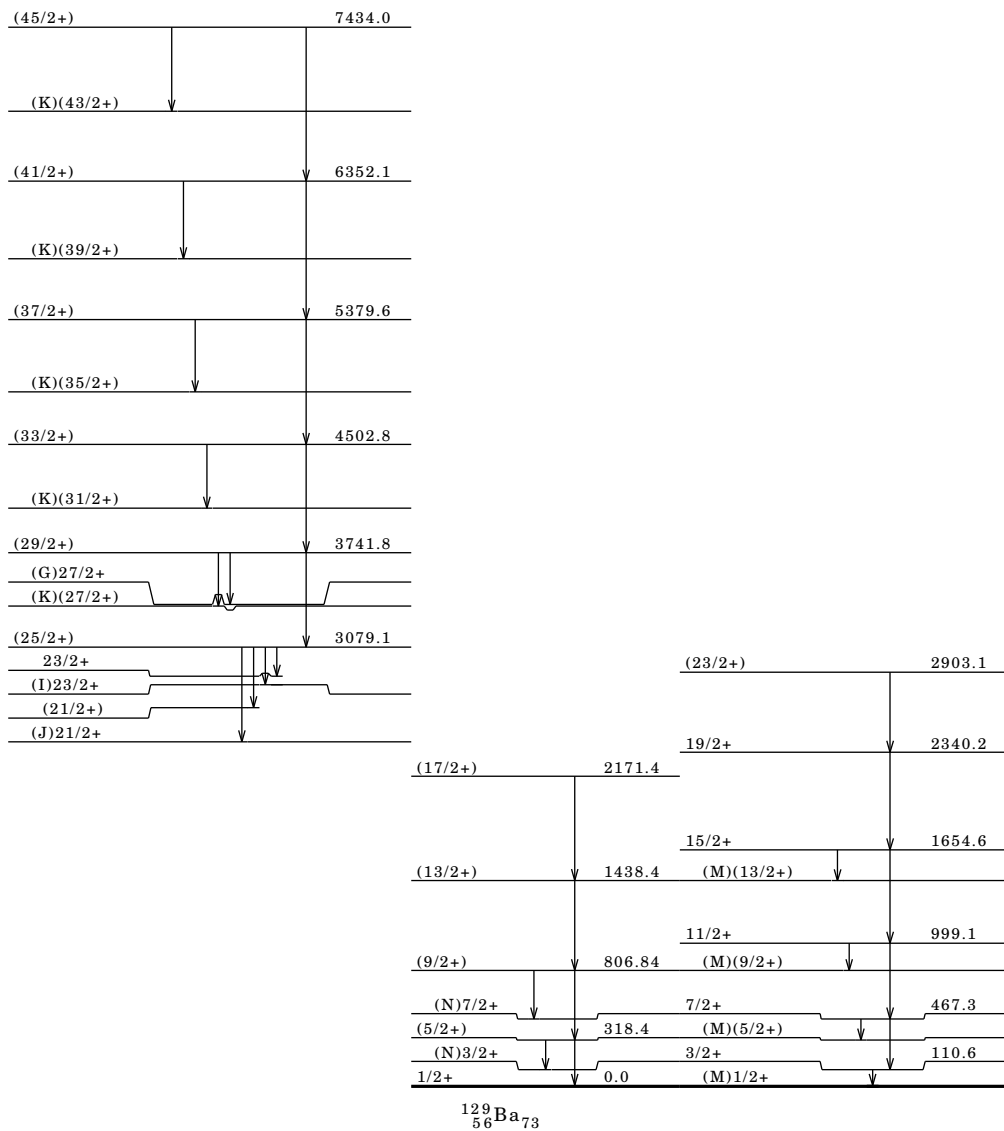 (45/2+) 7434.0
(K)(43/2+)
(41/2+) 6352.1
(K)(39/2+)
(37/2+) 5379.6
(K)(35/2+)
(33/2+) 4502.8
(K)(31/2+)
(29/2+) 3741.8
(G)27/2+
(K)(27/2+)
(25/2+) 3079.1
23/2+
(I)23/2+
(21/2+)
(J)21/2+
(17/2+) 2171.4
(13/2+) 1438.4
(9/2+) 806.84
(N)7/2+
(5/2+) 318.4
(N)3/2+
1/2+ 0.0
(23/2+) 2903.1
19/2+ 2340.2
15/2+ 1654.6
(M)(13/2+)
11/2+ 999.1
(M)(9/2+)
7/2+ 467.3
(M)(5/2+)
3/2+ 110.6
(M)1/2+
129
56Ba73